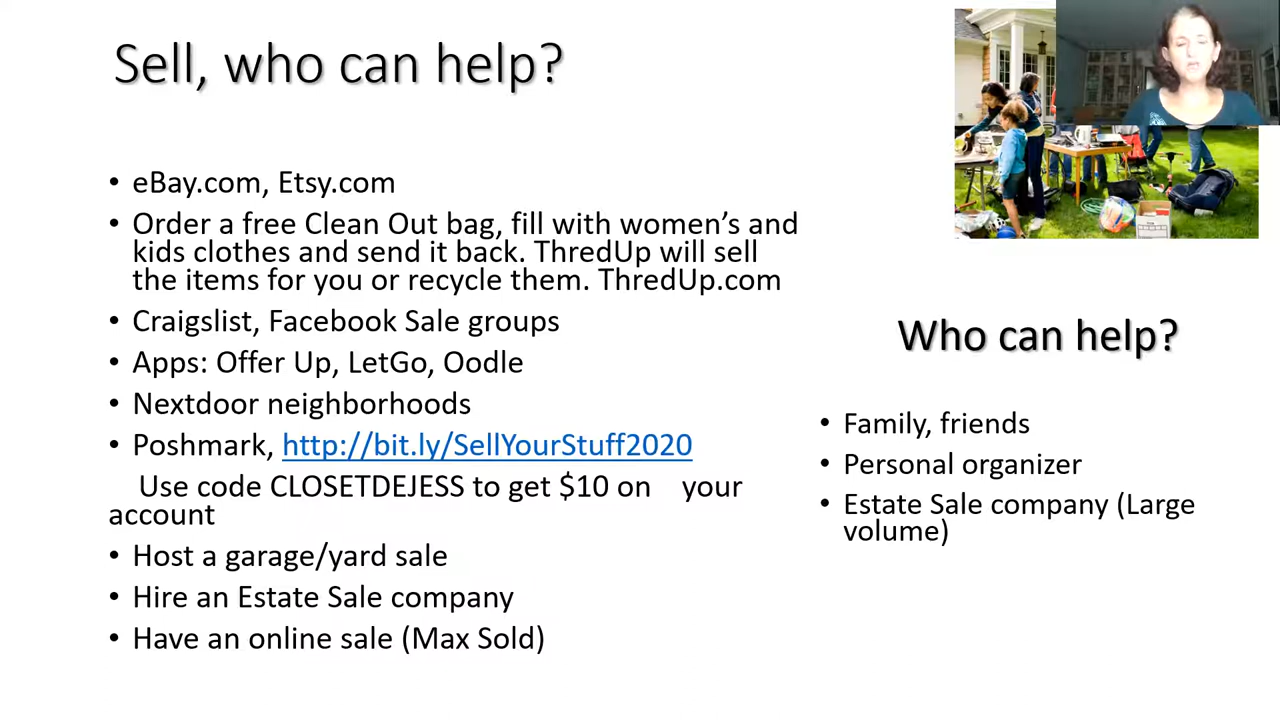 Sell, who can help?
• eBay.com, Etsy.com
• Order a free Clean Out bag, fill with women’s and
kids clothes and send it back. ThredUp will sell
the items for you or recycle them. ThredUp.com
• Craigslist, Facebook Sale groups
• Apps: Offer Up, LetGo, Oodle
• Nextdoor neighborhoods
• Poshmark, http://bit.ly/SellYourStuff2020
Use code CLOSETDEJESS to get $10 on your
account
• Host a garage/yard sale
• Hire an Estate Sale company
• Have an online sale (Max Sold)
Who can help?
• Family, friends
• Personal organizer
• Estate Sale company (Large
volume)